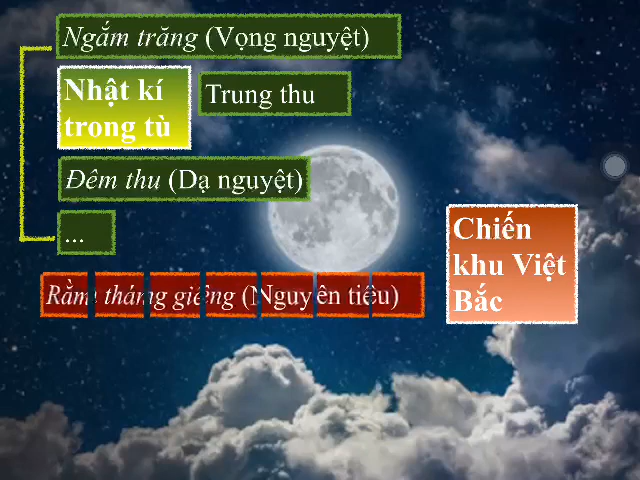 Ngắm trăng (Vọng nguyệt)
Nhật kí
trong tù
Trung thu
Đêm thu (Dạ nguyệt)
...
Rằm tháng giêng (Nguyên tiêu)
Chiến
khu Việt
Bắc